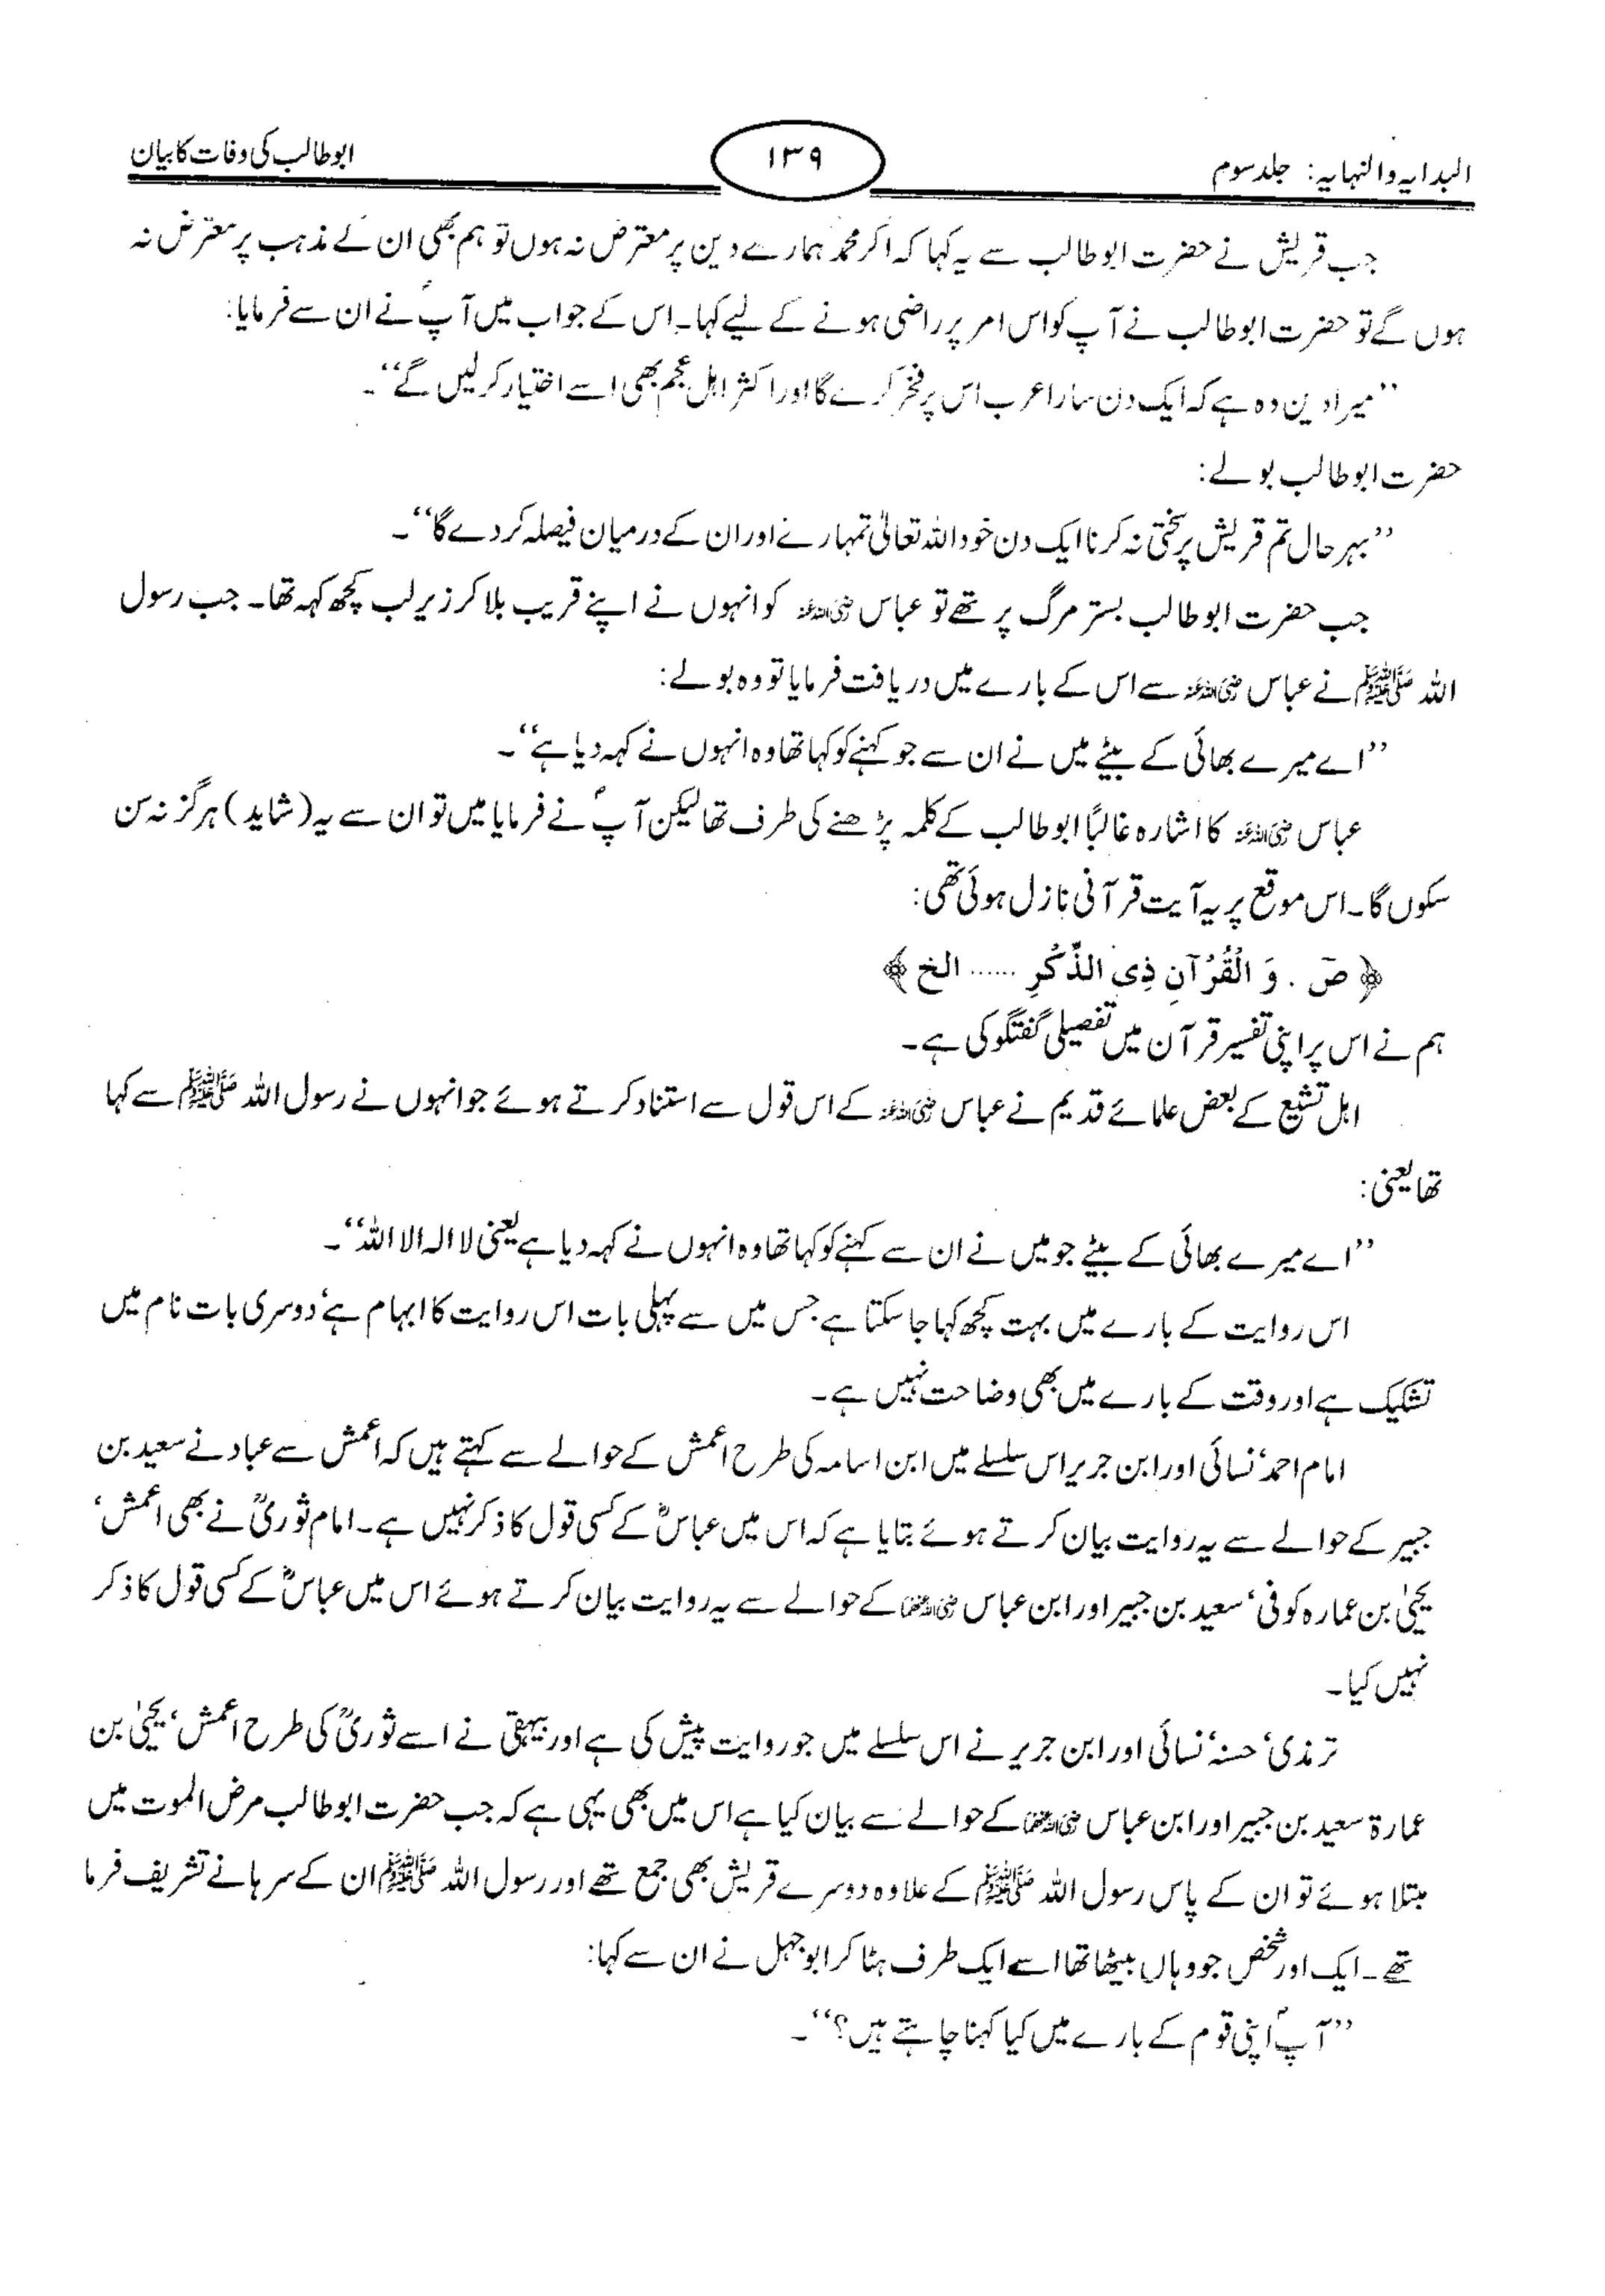 البدایہ والنہایہ: جلد سوم
۱۳۹
ابوطالب کی وفات کا بیان
جب قریش نے حضرت ابوطالب سے یہ کہا کہ اگر محمدؐ ہمارے دین پر معترض نہ ہوں تو ہم بھی ان کے مذہب پر معترض نہ
ہوں گے تو حضرت ابوطالب نے آپ کو اس امر پر راضی ہونے کے لیے کہا۔ اس کے جواب میں آپؐ نے ان سے فرمایا:
’’میرا دین وہ ہے کہ ایک دن سارا عرب اس پر فخر کرے گا اور اکثر اہل عجم بھی اسے اختیار کرلیں گے‘‘۔
حضرت ابوطالب بولے:
’’بہرحال تم قریش پر سختی نہ کرنا ایک دن خود اللہ تعالیٰ تمہارے اور ان کے درمیان فیصلہ کردے گا‘‘۔
جب حضرت ابوطالب بستر مرگ پر تھے تو عباس رضی اللہ عنہ کو انہوں نے اپنے قریب بلا کر زیر لب کچھ کہہ تھا۔ جب رسول
اللہ ﷺ نے عباس رضی اللہ عنہ سے اس کے بارے میں دریافت فرمایا تو وہ بولے:
’’اے میرے بھائی کے بیٹے میں نے ان سے جو کہنے کو کہا تھا وہ انہوں نے کہہ دیا ہے‘‘۔
عباس رضی اللہ عنہ کا اشارہ غالبًا ابوطالب کے کلمہ پڑھنے کی طرف تھا لیکن آپؐ نے فرمایا میں تو ان سے یہ (شاید) ہرگز نہ سن
سکوں گا۔ اس موقع پر یہ آیت قرآنی نازل ہوئی تھی:
﴿ صٓ . وَ الْقُرْآنِ ذِی الذِّکْرِ ...... الخ ﴾
ہم نے اس پر اپنی تفسیر قرآن میں تفصیلی گفتگو کی ہے۔
اہل تشیع کے بعض علمائے قدیم نے عباس رضی اللہ عنہ کے اس قول سے استناد کرتے ہوئے جو انہوں نے رسول اللہ ﷺ سے کہا
تھا یعنی:
’’اے میرے بھائی کے بیٹے جو میں نے ان سے کہنے کو کہا تھا وہ انہوں نے کہہ دیا ہے یعنی لا الہ الا اللہ‘‘۔
اس روایت کے بارے میں بہت کچھ کہا جاسکتا ہے جس میں سے پہلی بات اس روایت کا ابہام ہے‘ دوسری بات نام میں
تشکیک ہے اور وقت کے بارے میں بھی وضاحت نہیں ہے۔
امام احمد‘ نسائی اور ابن جریر اس سلسلے میں ابن اسامہ کی طرح اعمش کے حوالے سے کہتے ہیں کہ اعمش سے عباد نے سعید بن
جبیر کے حوالے سے یہ روایت بیان کرتے ہوئے بتایا ہے کہ اس میں عباسؓ کے کسی قول کا ذکر نہیں ہے۔ امام ثوریؒ نے بھی اعمش‘
یحییٰ بن عمارہ کوفی‘ سعید بن جبیر اور ابن عباس رضی اللہ عنہما کے حوالے سے یہ روایت بیان کرتے ہوئے اس میں عباسؓ کے کسی قول کا ذکر
نہیں کیا۔
ترمذی‘ حسنہ‘ نسائی اور ابن جریر نے اس سلسلے میں جو روایت پیش کی ہے اور بیہقی نے اسے ثوریؒ کی طرح اعمش‘ یحییٰ بن
عمارۃ سعید بن جبیر اور ابن عباس رضی اللہ عنہما کے حوالے سے بیان کیا ہے اس میں بھی یہی ہے کہ جب حضرت ابوطالب مرض الموت میں
مبتلا ہوئے تو ان کے پاس رسول اللہ ﷺ کے علاوہ دوسرے قریش بھی جمع تھے اور رسول اللہ ﷺ ان کے سرہانے تشریف فرما
تھے۔ ایک اور شخص جو وہاں بیٹھا تھا اسے ایک طرف ہٹا کر ابوجہل نے ان سے کہا:
’’آپؐ اپنی قوم کے بارے میں کیا کہنا چاہتے ہیں؟‘‘۔